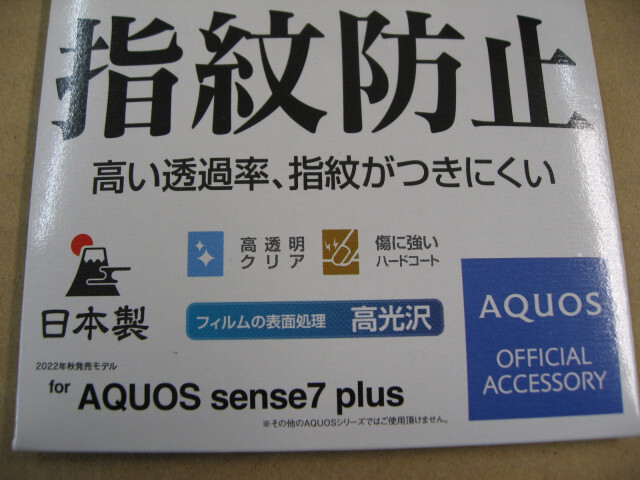 指紋防止
高い透過率、指紋がつきにくい
高透明
クリア
傷に強い
ハードコート
日本製
フィルムの表面処理 高光沢
AQUOS
OFFICIAL
ACCESSORY
2022年秋発売モデル
for AQUOS sense7 plus
※その他のAQUOSシリーズではご使用頂けません。